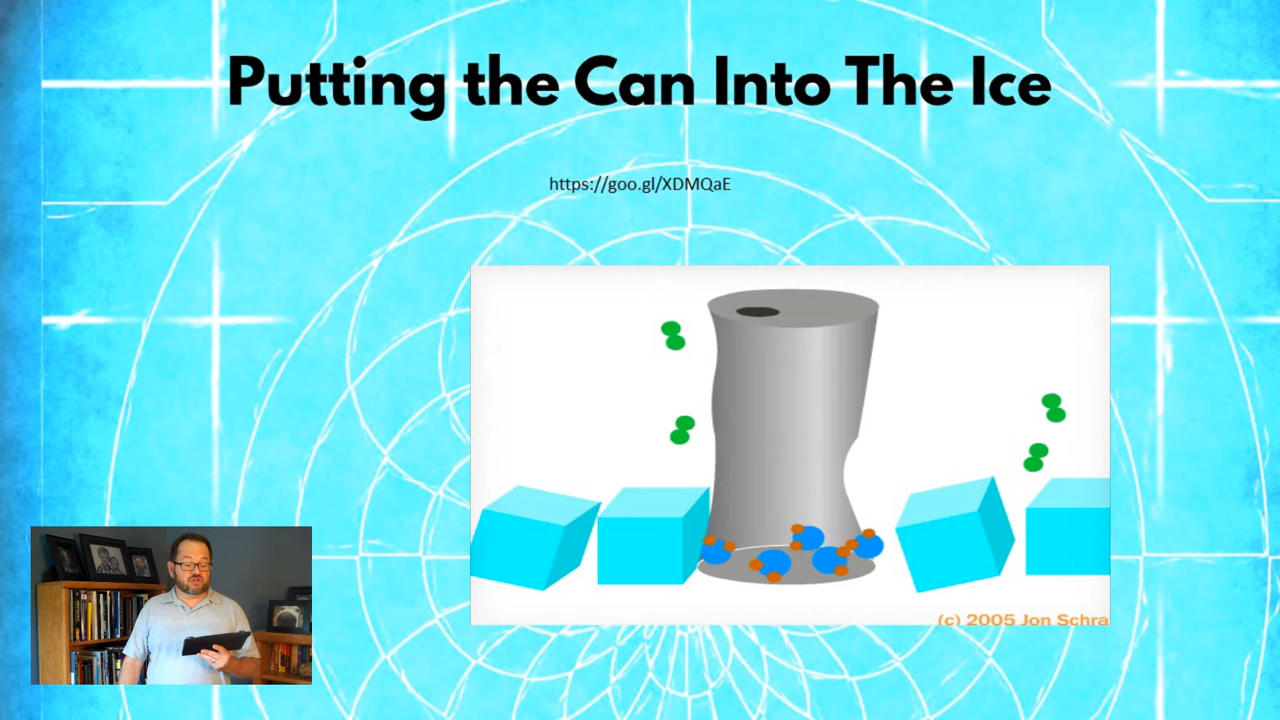 Putting the Can Into The Ice
https://goo.gl/XDMQaE
(c) 2005 Jon Schra